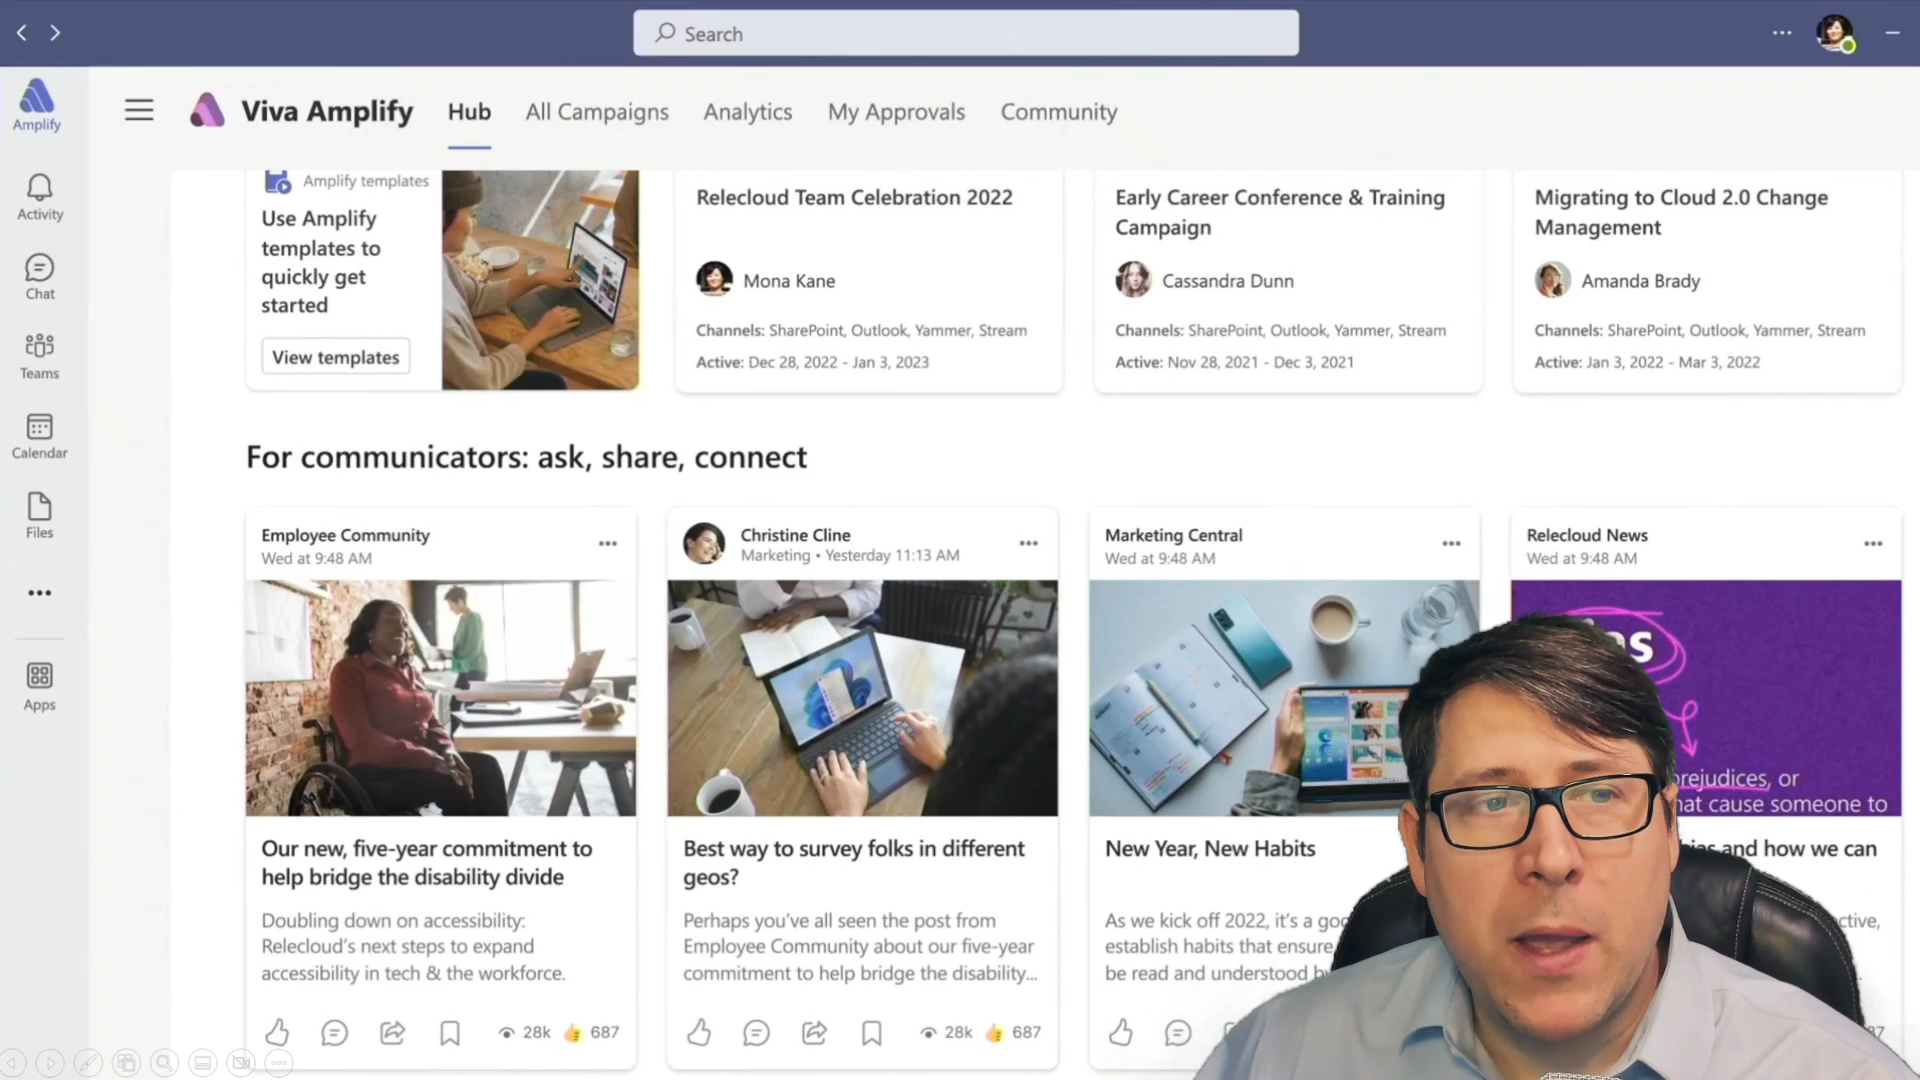 Search
Amplify
Viva Amplify
Hub
All Campaigns
Analytics
My Approvals
Community
Activity
Chat
Teams
Calendar
Files
Apps
Amplify templates
Use Amplify
templates to
quickly get
started
View templates
Relecloud Team Celebration 2022
Mona Kane
Channels: SharePoint, Outlook, Yammer, Stream
Active: Dec 28, 2022 - Jan 3, 2023
Early Career Conference & Training
Campaign
Cassandra Dunn
Channels: SharePoint, Outlook, Yammer, Stream
Active: Nov 28, 2021 - Dec 3, 2021
Migrating to Cloud 2.0 Change
Management
Amanda Brady
Channels: SharePoint, Outlook, Yammer, Stream
Active: Jan 3, 2022 - Mar 3, 2022
For communicators: ask, share, connect
Employee Community
Wed at 9:48 AM
Our new, five-year commitment to
help bridge the disability divide
Doubling down on accessibility:
Relecloud's next steps to expand
accessibility in tech & the workforce.
28k 687
Christine Cline
Marketing • Yesterday 11:13 AM
Best way to survey folks in different
geos?
Perhaps you've all seen the post from
Employee Community about our five-year
commitment to help bridge the disability...
28k 687
Marketing Central
Wed at 9:48 AM
New Year, New Habits
As we kick off 2022, it's a
establish habits that ensure
be read and understood
Relecloud News
Wed at 9:48 AM
or
cause someone to
and how we can